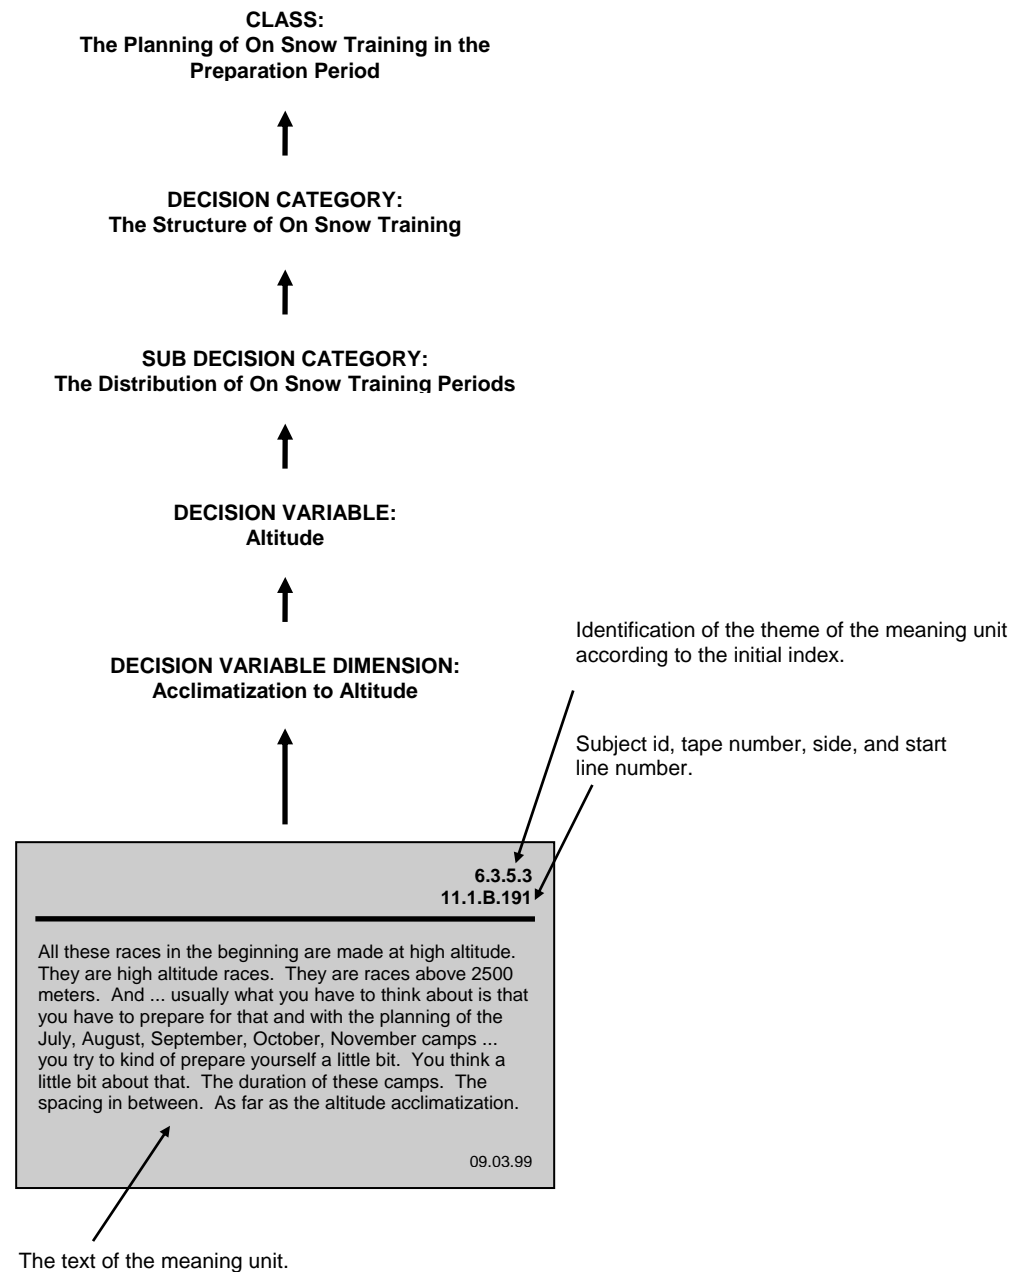 CLASS:
The Planning of On Snow Training in the
Preparation Period
DECISION CATEGORY:
The Structure of On Snow Training
SUB DECISION CATEGORY:
The Distribution of On Snow Training Periods
DECISION VARIABLE:
Altitude
DECISION VARIABLE DIMENSION:
Acclimatization to Altitude
Identification of the theme of the meaning unit
according to the initial index.
Subject id, tape number, side, and start
line number.
6.3.5.3
11.1.B.191
All these races in the beginning are made at high altitude.
They are high altitude races.  They are races above 2500
meters.  And ... usually what you have to think about is that
you have to prepare for that and with the planning of the
July, August, September, October, November camps ...
you try to kind of prepare yourself a little bit.  You think a
little bit about that.  The duration of these camps.  The
spacing in between.  As far as the altitude acclimatization.
09.03.99
The text of the meaning unit.